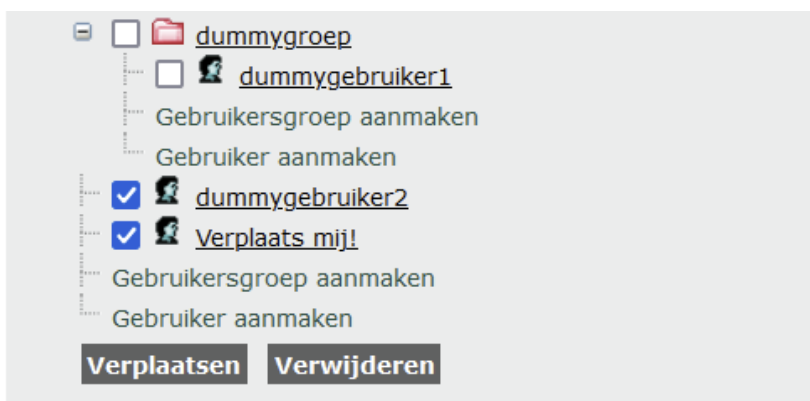 dummygroep
dummygebruiker1
Gebruikersgroep aanmaken
Gebruiker aanmaken
dummygebruiker2
Verplaats mij!
Gebruikersgroep aanmaken
Gebruiker aanmaken
Verplaatsen Verwijderen